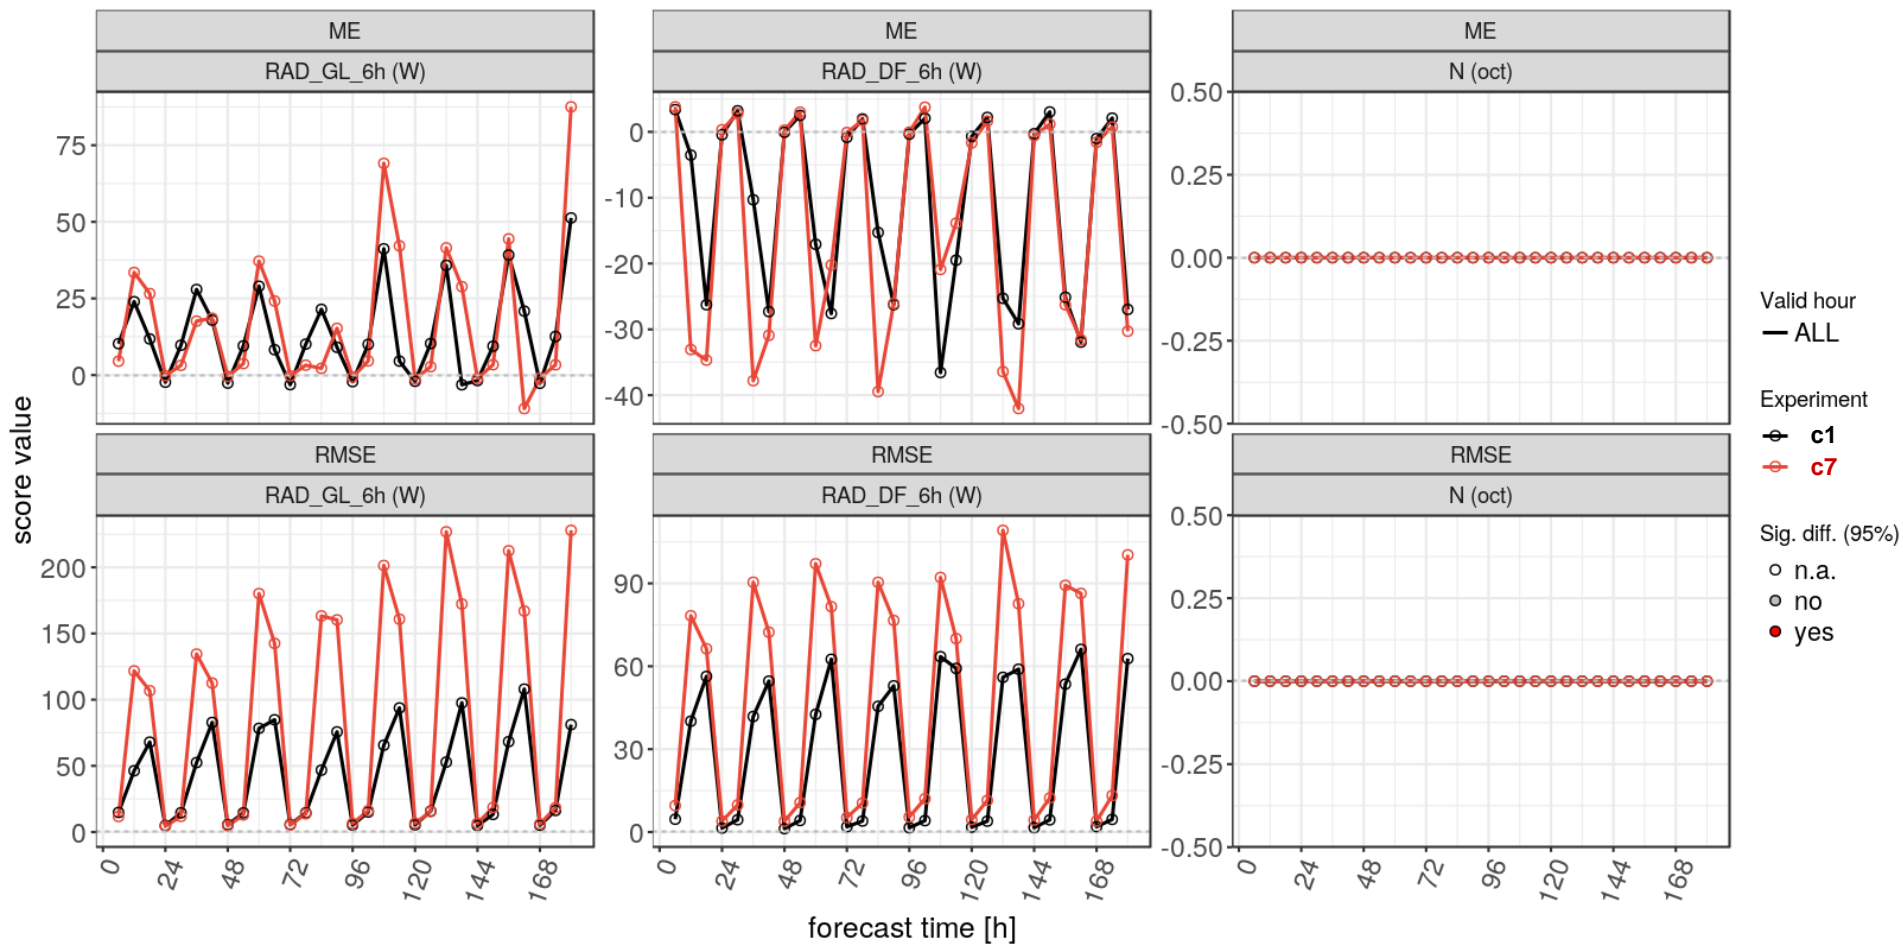 ME
RAD_GL_6h (W)
ME
RAD_DF_6h (W)
ME
N (oct)
75
50
25
0
0
-10
-20
-30
-40
0.50
0.25
0.00
-0.25
-0.50
RMSE
RAD_GL_6h (W)
RMSE
RAD_DF_6h (W)
RMSE
N (oct)
200
150
100
50
0
90
60
30
0
0.50
0.25
0.00
-0.25
-0.50
0 24 48 72 96 120 144 168
0 24 48 72 96 120 144 168
0 24 48 72 96 120 144 168
score value
forecast time [h]
Valid hour
ALL
Experiment
c1
c7
Sig. diff. (95%)
n.a.
no
yes